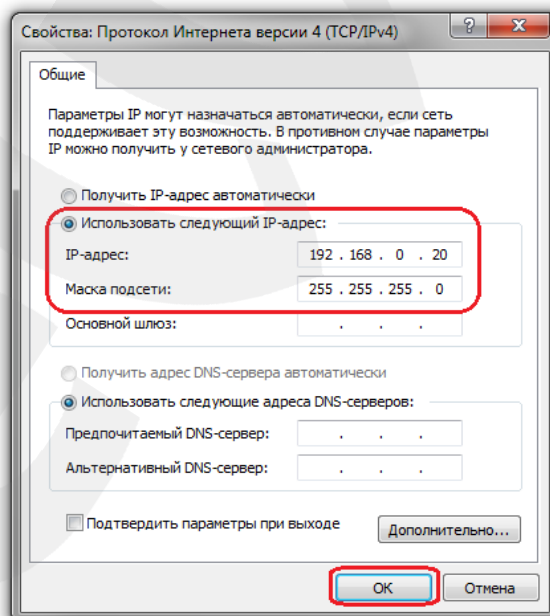 Свойства: Протокол Интернета версии 4 (TCP/IPv4)
Общие
Параметры IP могут назначаться автоматически, если сеть
поддерживает эту возможность. В противном случае параметры
IP можно получить у сетевого администратора.
Получить IP-адрес автоматически
Использовать следующий IP-адрес:
IP-адрес: 192 . 168 . 0 . 20
Маска подсети: 255 . 255 . 255 . 0
Основной шлюз: . . .
Получить адрес DNS-сервера автоматически
Использовать следующие адреса DNS-серверов:
Предпочитаемый DNS-сервер: . . .
Альтернативный DNS-сервер: . . .
Подтвердить параметры при выходе
Дополнительно...
ОК Отмена